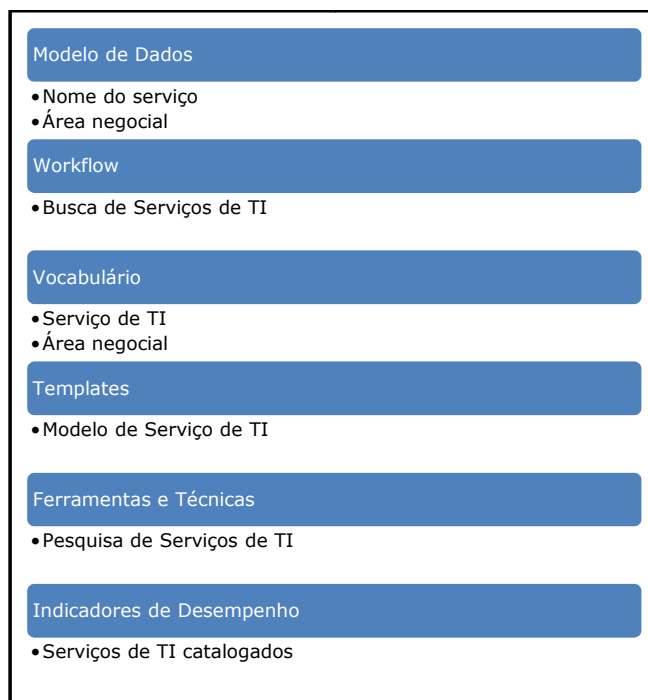 Modelo de Dados
•Nome do serviço
•Área negocial
Workflow
•Busca de Serviços de TI
Vocabulário
•Serviço de TI
•Área negocial
Templates
•Modelo de Serviço de TI
Ferramentas e Técnicas
•Pesquisa de Serviços de TI
Indicadores de Desempenho
•Serviços de TI catalogados